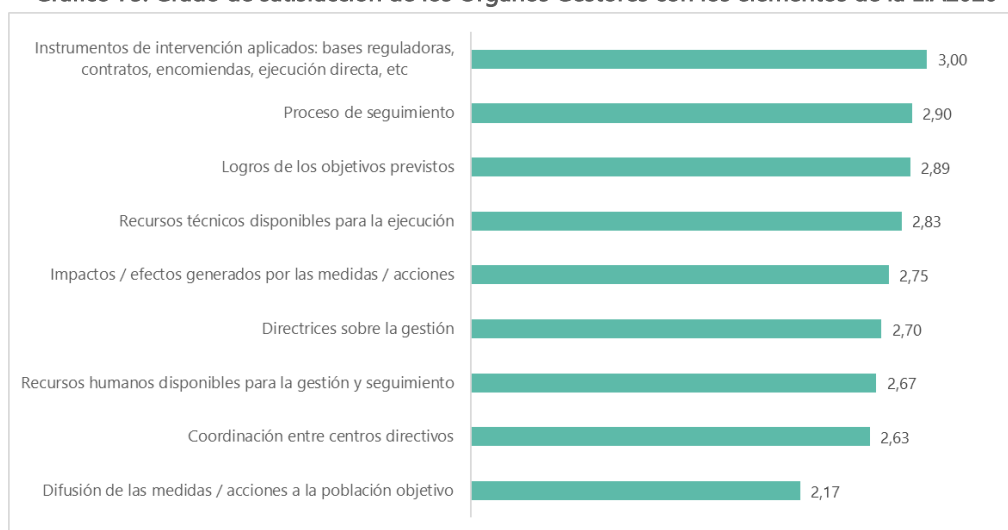 Instrumentos de intervención aplicados: bases reguladoras,
contratos, encomiendas, ejecución directa, etc
3,00
Proceso de seguimiento
2,90
Logros de los objetivos previstos
2,89
Recursos técnicos disponibles para la ejecución
2,83
Impactos / efectos generados por las medidas / acciones
2,75
Directrices sobre la gestión
2,70
Recursos humanos disponibles para la gestión y seguimiento
2,67
Coordinación entre centros directivos
2,63
Difusión de las medidas / acciones a la población objetivo
2,17